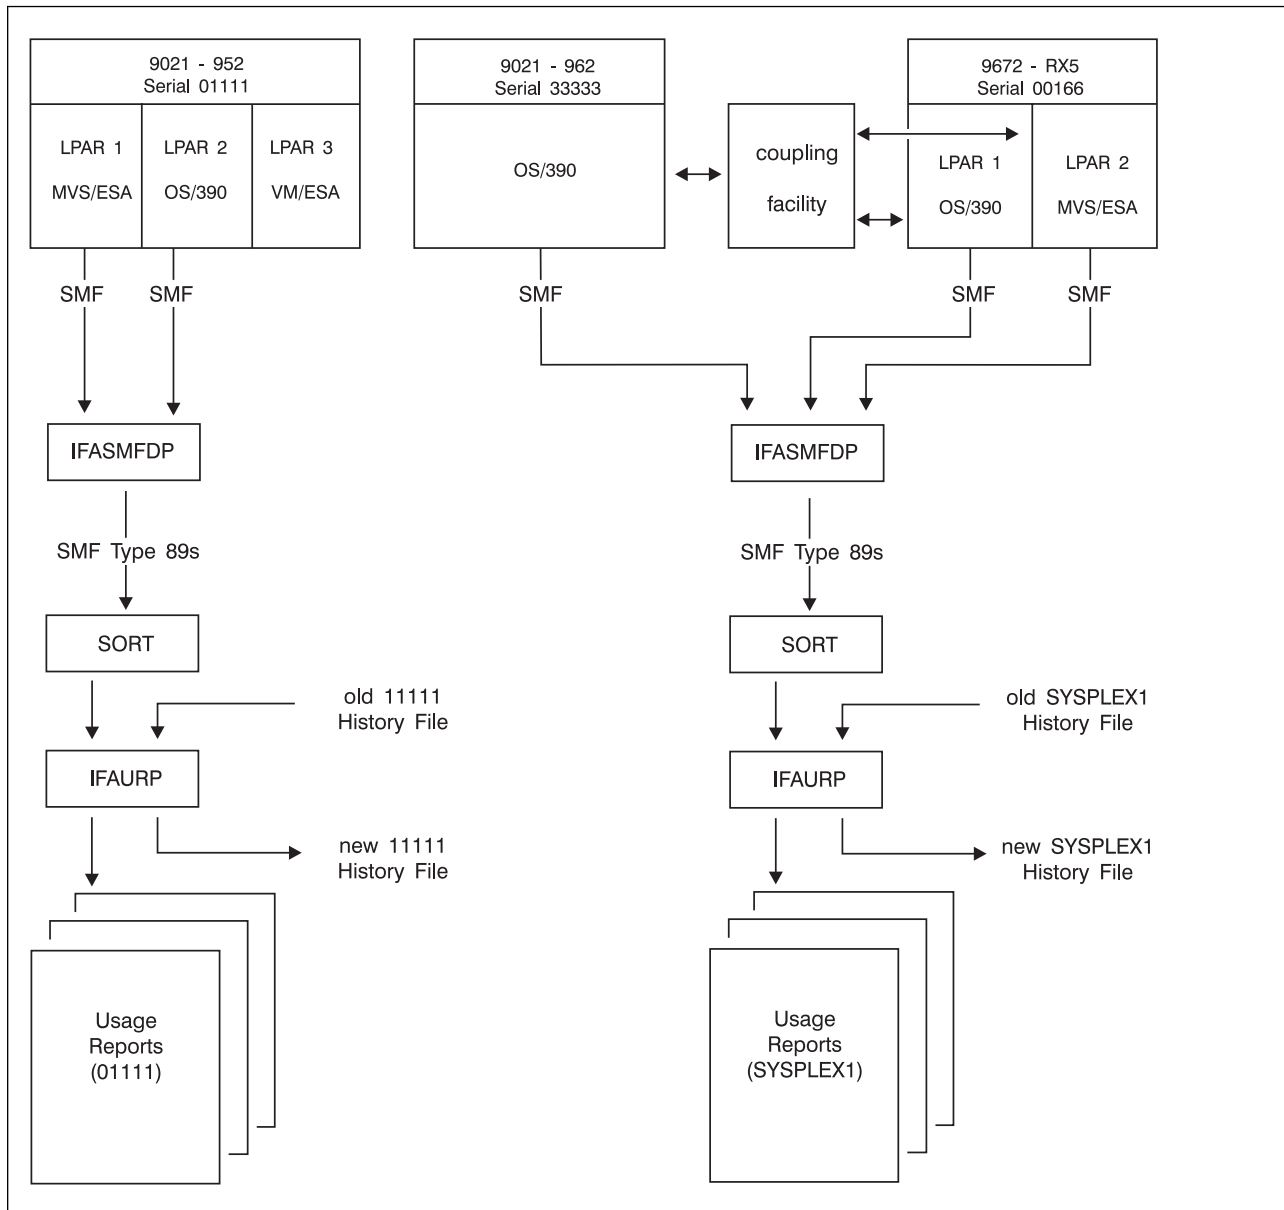 9021 - 952
Serial 01111
LPAR 1
MVS/ESA
LPAR 2
OS/390
LPAR 3
VM/ESA
9021 - 962
Serial 33333
OS/390
coupling
facility
9672 - RX5
Serial 00166
LPAR 1
OS/390
LPAR 2
MVS/ESA
SMF
SMF
SMF
SMF
SMF
IFASMFDP
SMF Type 89s
SORT
old 11111
History File
IFAURP
new 11111
History File
Usage
Reports
(01111)
IFASMFDP
SMF Type 89s
SORT
old SYSPLEX1
History File
IFAURP
new SYSPLEX1
History File
Usage
Reports
(SYSPLEX1)